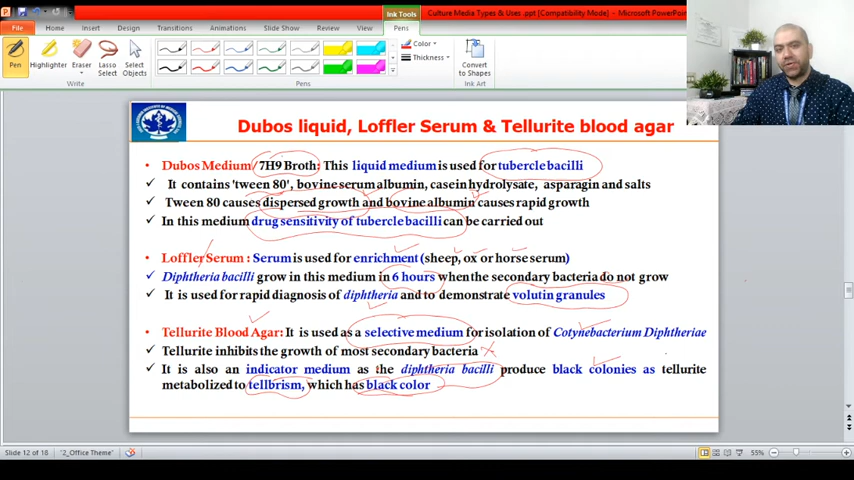 Ink Tools
Culture Media Types & Uses .ppt [Compatibility Mode] - Microsoft PowerPoint
File Home Insert Design Transitions Animations Slide Show Review View Pens
Pen Highlighter Eraser Lasso Select Select Objects
Color
Thickness
Convert to Shapes
Write Pens Ink Art
Dubos liquid, Loffler Serum & Tellurite blood agar
• Dubos Medium/ 7H9 Broth: This liquid medium is used for tubercle bacilli
✓ It contains 'tween 80', bovine serum albumin, casein hydrolysate, asparagin and salts
✓ Tween 80 causes dispersed growth and bovine albumin causes rapid growth
✓ In this medium drug sensitivity of tubercle bacilli can be carried out
• Loffler Serum : Serum is used for enrichment (sheep, ox or horse serum)
✓ Diphtheria bacilli grow in this medium in 6 hours when the secondary bacteria do not grow
✓ It is used for rapid diagnosis of diphtheria and to demonstrate volutin granules
• Tellurite Blood Agar: It is used as a selective medium for isolation of Cotynebacterium Diphtheriae
✓ Tellurite inhibits the growth of most secondary bacteria
✓ It is also an indicator medium as the diphtheria bacilli produce black colonies as tellurite
metabolized to tellbrism, which has black color
Slide 12 of 18 "2_Office Theme" 55%